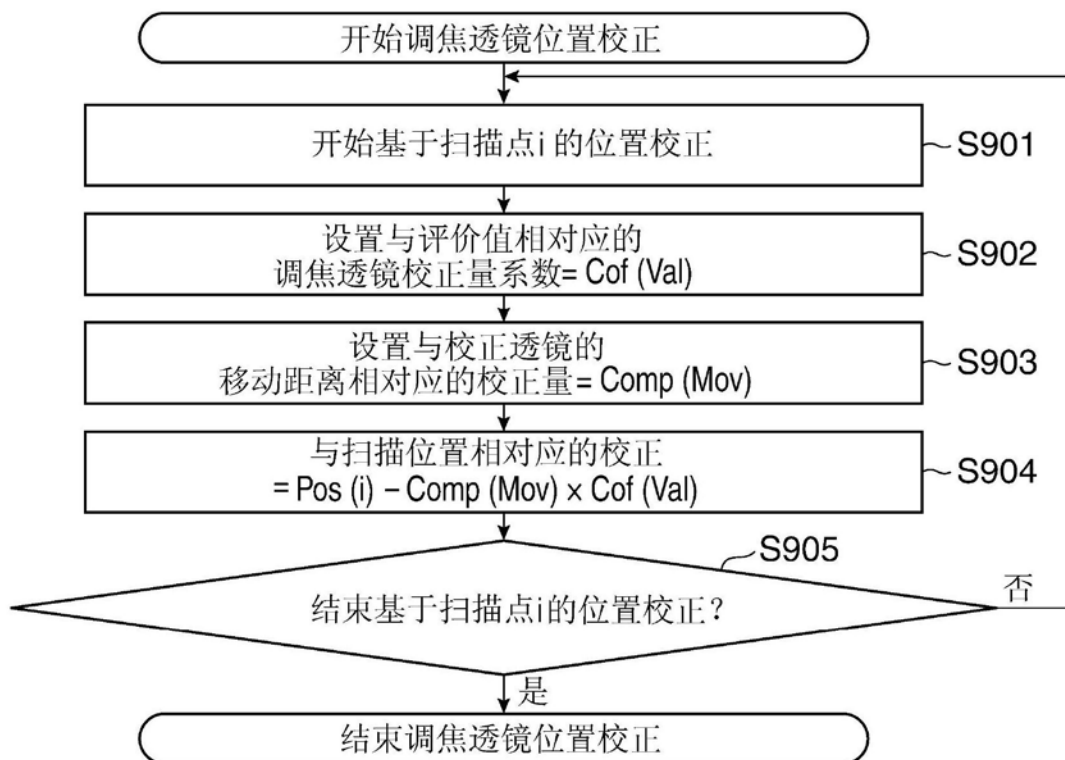 开始调焦透镜位置校正
开始基于扫描点i 的位置校正
S901
设置与评价值相对应的
调焦透镜校正量系数= Cof (Val)
S902
设置与校正透镜的
移动距离相对应的校正量= Comp (Mov)
S903
与扫描位置相对应的校正
= Pos (i) − Comp (Mov) × Cof (Val)
S904
S905
结束基于扫描点i的位置校正?
否
是
结束调焦透镜位置校正